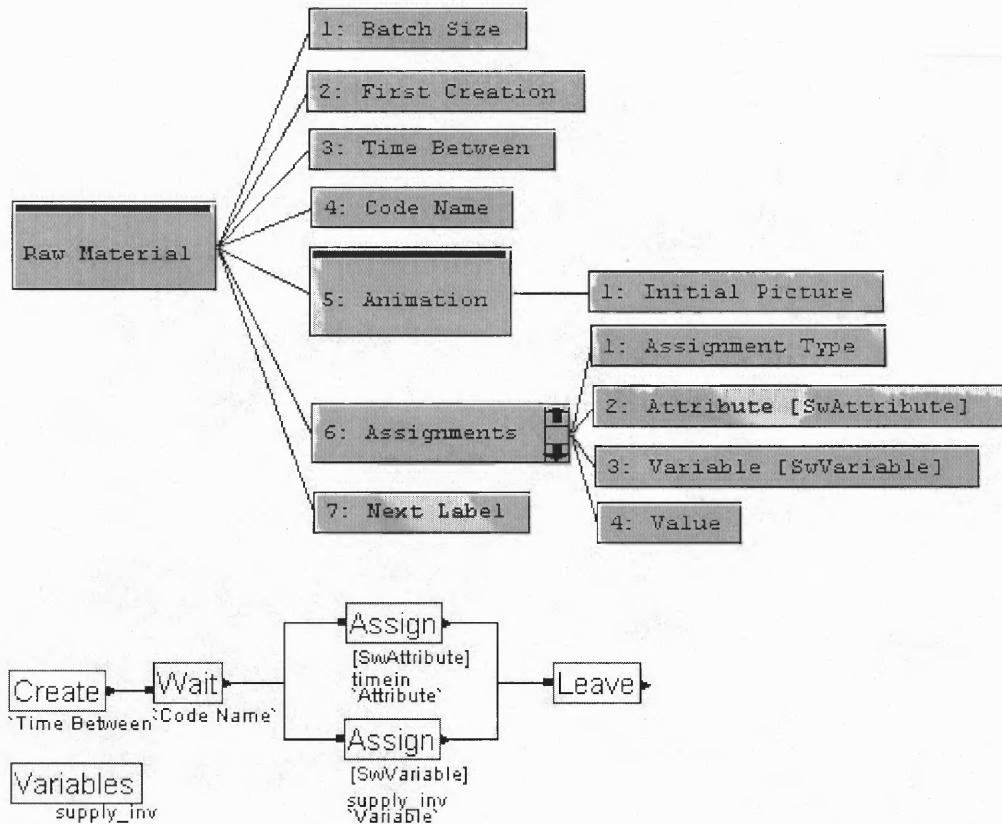 1: Batch Size
2: First Creation
3: Time Between
4: Code Name
Raw Material
5: Animation
1: Initial Picture
1: Assignment Type
2: Attribute [SwAttribute]
6: Assignments
3: Variable [SwVariable]
7: Next Label
4: Value
Assign
[SwAttribute]
timein
`Attribute`
Create
`Time Between`
Wait
`Code Name`
Leave
Assign
[SwVariable]
supply_inv
`Variable`
Variables
supply_inv